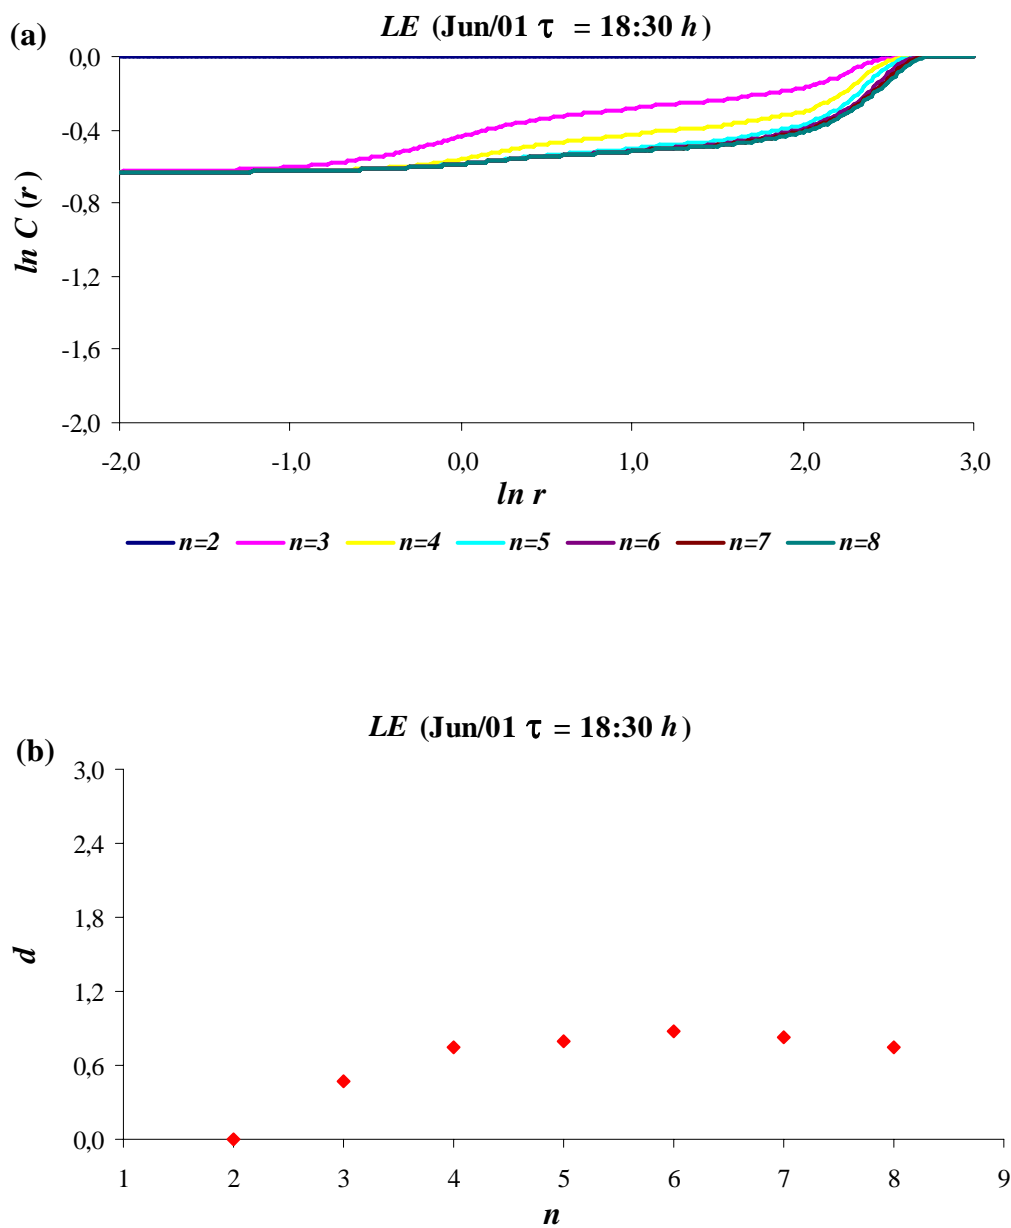 (a)
LE (Jun/01 τ = 18:30 h)
0,0
-0,4
-0,8
-1,2
-1,6
-2,0
ln C (r)
-2,0 -1,0 0,0 1,0 2,0 3,0
ln r
n=2 n=3 n=4 n=5 n=6 n=7 n=8
(b)
LE (Jun/01 τ = 18:30 h)
3,0
2,4
1,8
1,2
0,6
0,0
d
1 2 3 4 5 6 7 8 9
n